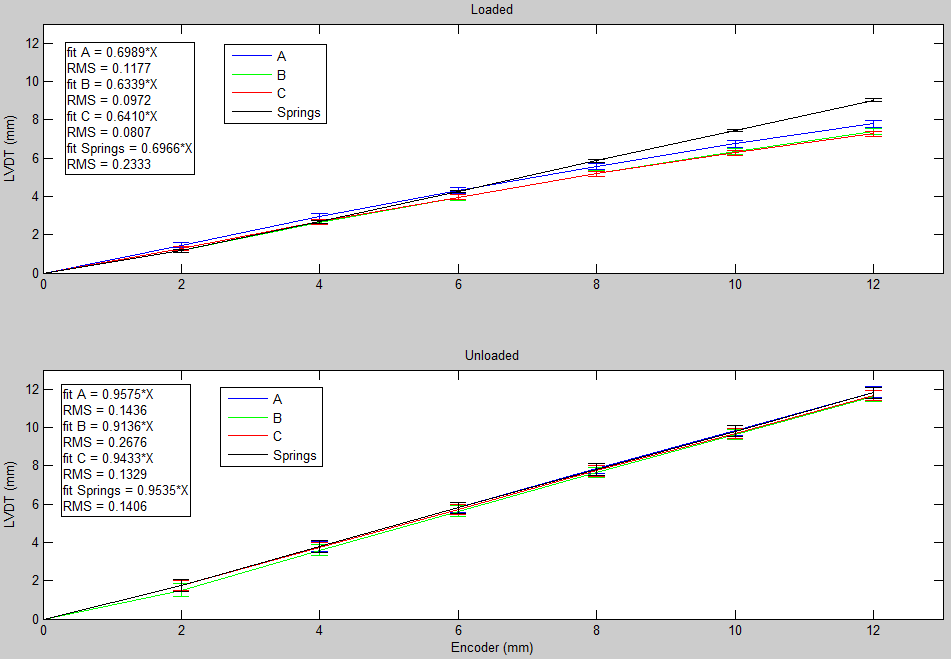 Loaded
12
10
8
6
4
2
0
LVDT (mm)
fit A = 0.6989*X
RMS = 0.1177
fit B = 0.6339*X
RMS = 0.0972
fit C = 0.6410*X
RMS = 0.0807
fit Springs = 0.6966*X
RMS = 0.2333
A
B
C
Springs
0 2 4 6 8 10 12
Unloaded
12
10
8
6
4
2
0
LVDT (mm)
fit A = 0.9575*X
RMS = 0.1436
fit B = 0.9136*X
RMS = 0.2676
fit C = 0.9433*X
RMS = 0.1329
fit Springs = 0.9535*X
RMS = 0.1406
A
B
C
Springs
0 2 4 6 8 10 12
Encoder (mm)